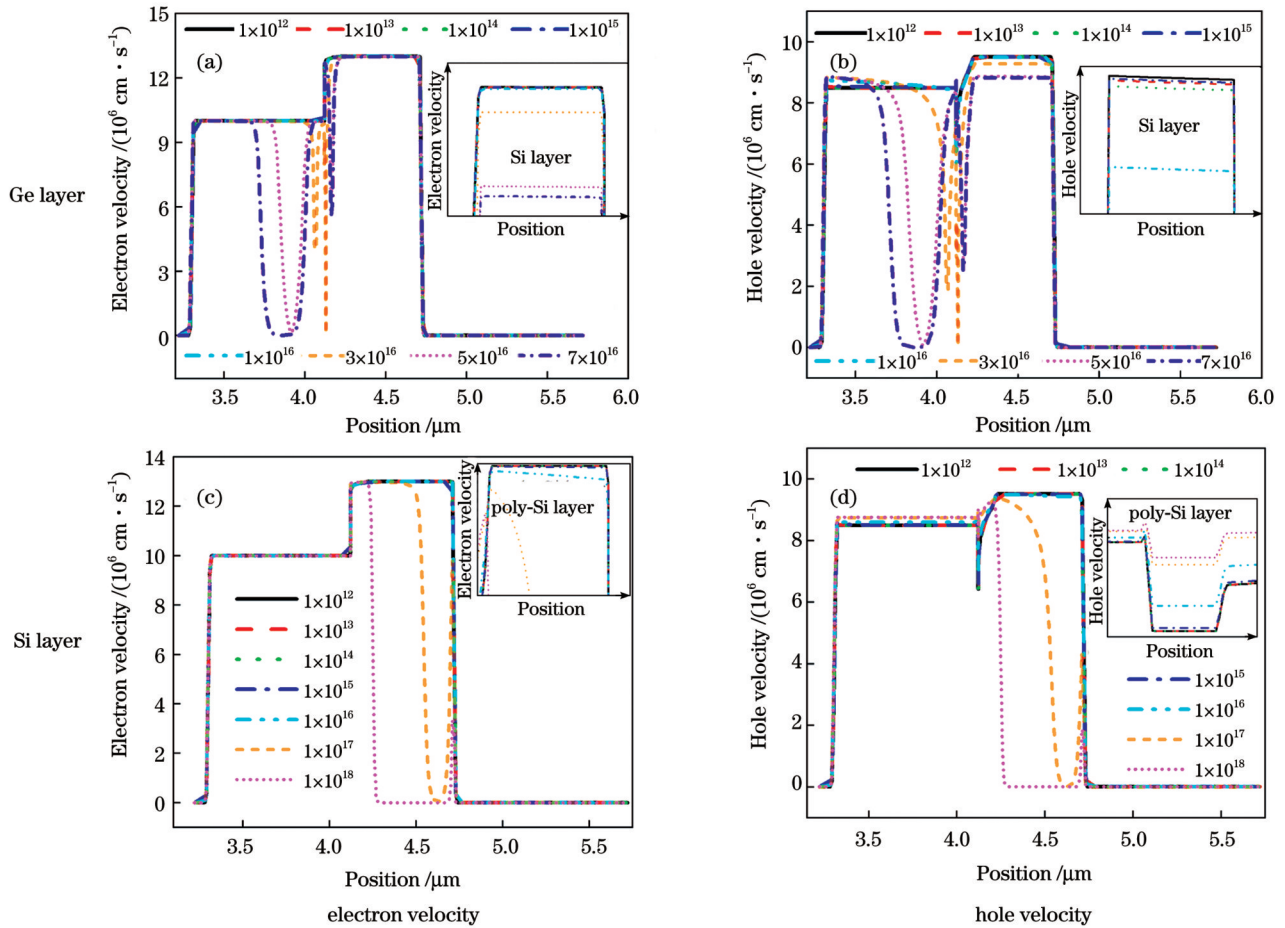 1×10¹² 1×10¹³ 1×10¹⁴ 1×10¹⁵
(a)
Electron velocity /(10⁶ cm · s⁻¹)
15
12
9
6
3
0
Electron velocity
Si layer
Position
1×10¹⁶ 3×10¹⁶ 5×10¹⁶ 7×10¹⁶
3.5 4.0 4.5 5.0 5.5 6.0
Position /μm
Ge layer
1×10¹² 1×10¹³ 1×10¹⁴ 1×10¹⁵
(b)
Hole velocity /(10⁶ cm · s⁻¹)
10
8
6
4
2
0
Hole velocity
Si layer
Position
1×10¹⁶ 3×10¹⁶ 5×10¹⁶ 7×10¹⁶
3.5 4.0 4.5 5.0 5.5 6.0
Position /μm
(c)
Electron velocity /(10⁶ cm · s⁻¹)
14
12
10
8
6
4
2
0
Electron velocity
poly-Si layer
Position
1×10¹²
1×10¹³
1×10¹⁴
1×10¹⁵
1×10¹⁶
1×10¹⁷
1×10¹⁸
3.5 4.0 4.5 5.0 5.5
Position /μm
electron velocity
Si layer
1×10¹² 1×10¹³ 1×10¹⁴
(d)
Hole velocity /(10⁶ cm · s⁻¹)
10
8
6
4
2
0
poly-Si layer
Hole velocity
Position
1×10¹⁵
1×10¹⁶
1×10¹⁷
1×10¹⁸
3.5 4.0 4.5 5.0 5.5
Position /μm
hole velocity